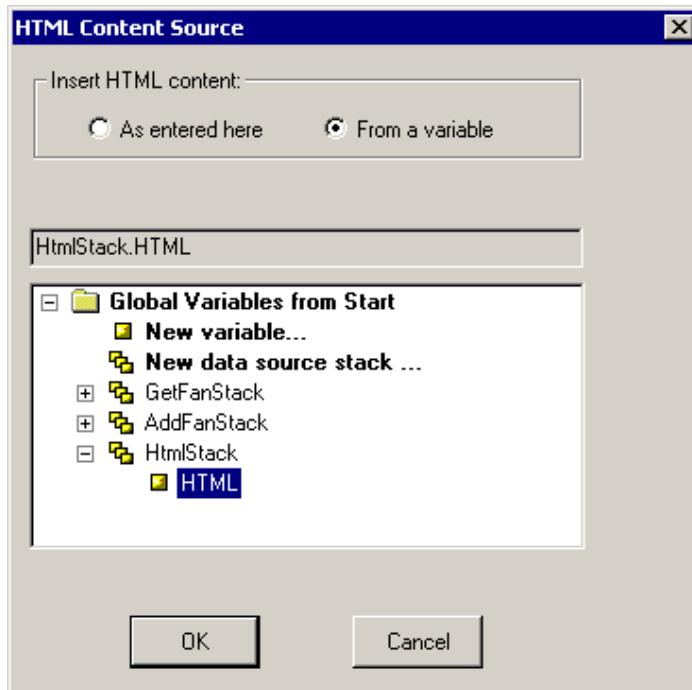 HTML Content Source
Insert HTML content:
As entered here From a variable
HtmlStack.HTML
Global Variables from Start
New variable...
New data source stack ...
GetFanStack
AddFanStack
HtmlStack
HTML
OK Cancel